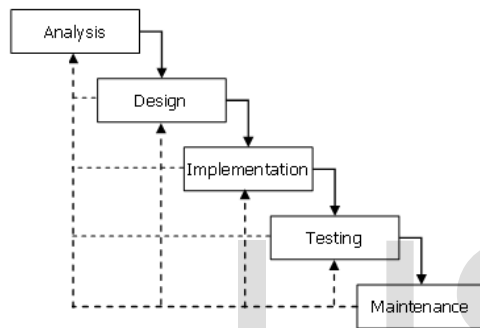 Analysis
Design
Implementation
Testing
Maintenance